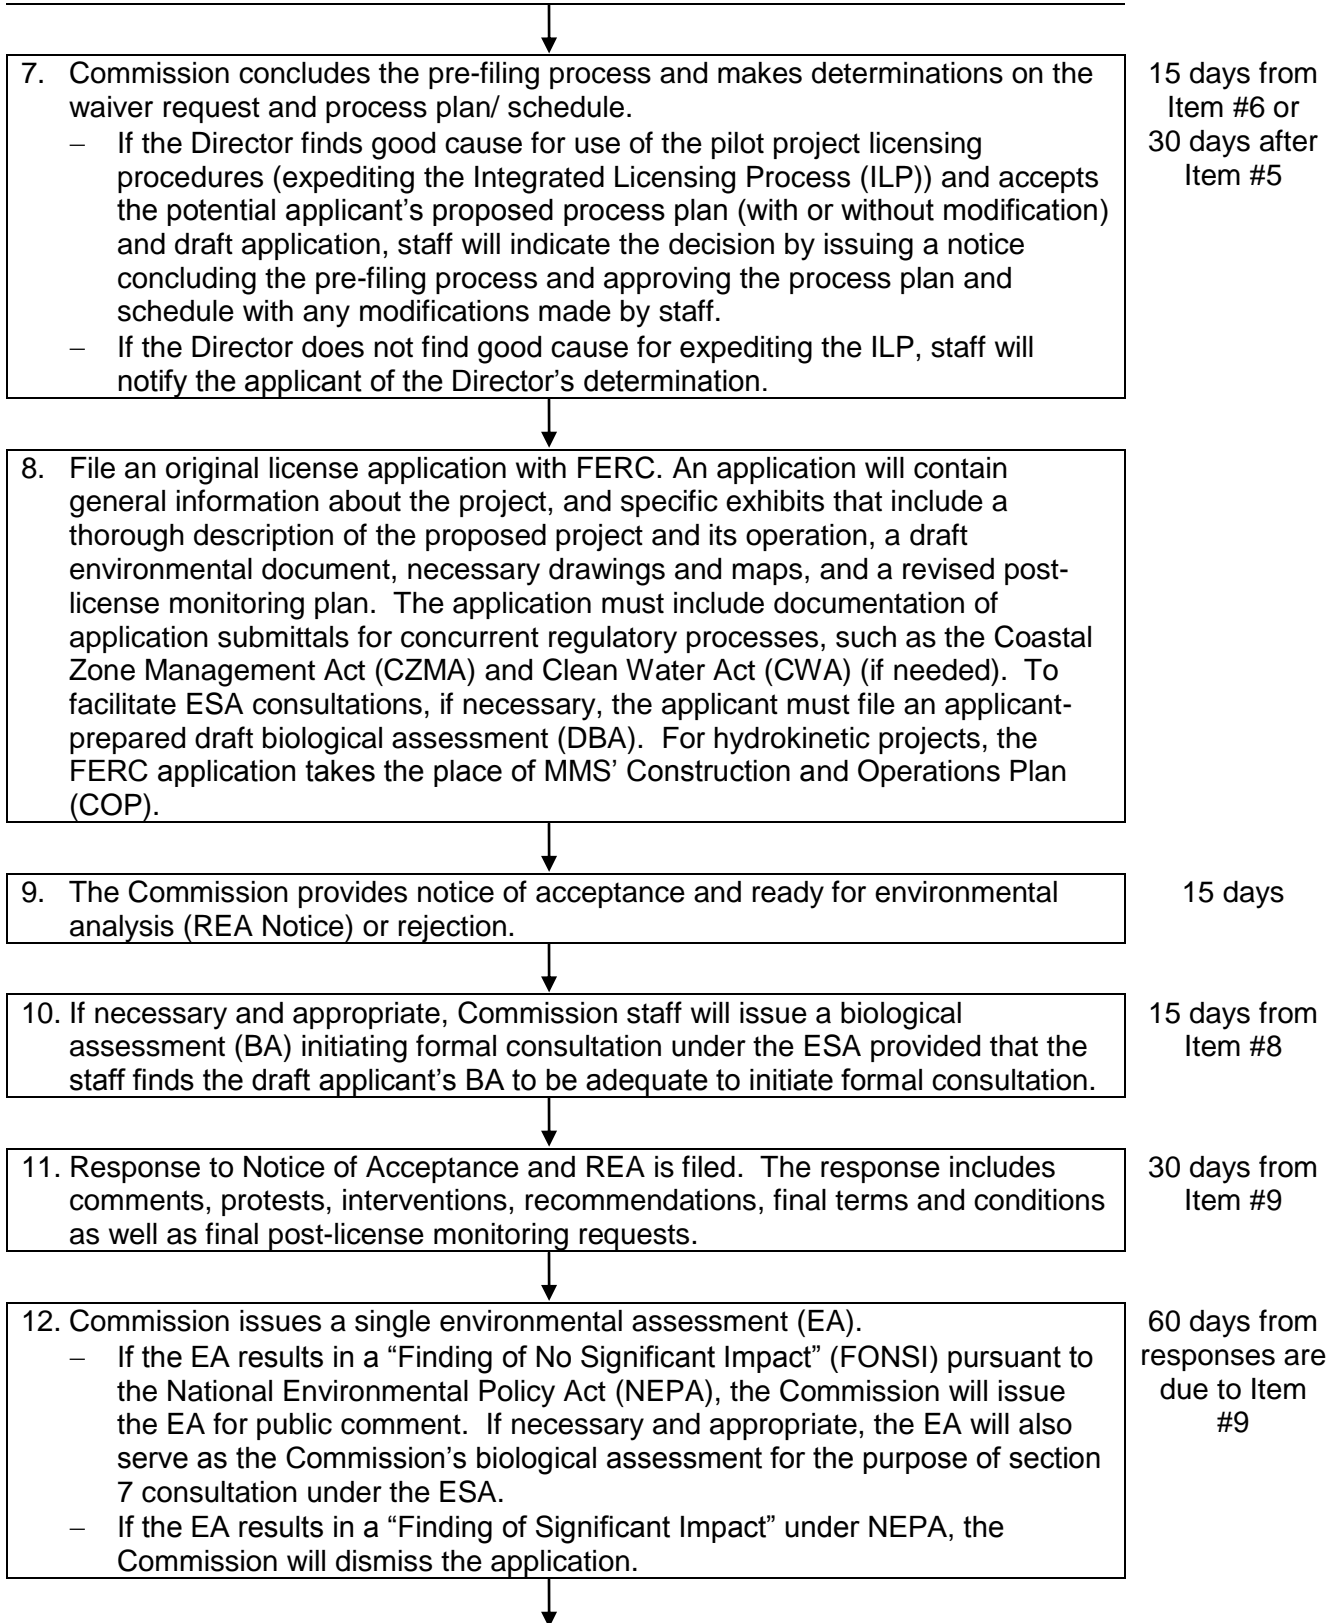 7. Commission concludes the pre-filing process and makes determinations on the
waiver request and process plan/ schedule.
– If the Director finds good cause for use of the pilot project licensing
procedures (expediting the Integrated Licensing Process (ILP)) and accepts
the potential applicant’s proposed process plan (with or without modification)
and draft application, staff will indicate the decision by issuing a notice
concluding the pre-filing process and approving the process plan and
schedule with any modifications made by staff.
– If the Director does not find good cause for expediting the ILP, staff will
notify the applicant of the Director’s determination.
15 days from
Item #6 or
30 days after
Item #5
8. File an original license application with FERC. An application will contain
general information about the project, and specific exhibits that include a
thorough description of the proposed project and its operation, a draft
environmental document, necessary drawings and maps, and a revised post-
license monitoring plan. The application must include documentation of
application submittals for concurrent regulatory processes, such as the Coastal
Zone Management Act (CZMA) and Clean Water Act (CWA) (if needed). To
facilitate ESA consultations, if necessary, the applicant must file an applicant-
prepared draft biological assessment (DBA). For hydrokinetic projects, the
FERC application takes the place of MMS’ Construction and Operations Plan
(COP).
9. The Commission provides notice of acceptance and ready for environmental
analysis (REA Notice) or rejection.
15 days
10. If necessary and appropriate, Commission staff will issue a biological
assessment (BA) initiating formal consultation under the ESA provided that the
staff finds the draft applicant’s BA to be adequate to initiate formal consultation.
15 days from
Item #8
11. Response to Notice of Acceptance and REA is filed. The response includes
comments, protests, interventions, recommendations, final terms and conditions
as well as final post-license monitoring requests.
30 days from
Item #9
12. Commission issues a single environmental assessment (EA).
– If the EA results in a “Finding of No Significant Impact” (FONSI) pursuant to
the National Environmental Policy Act (NEPA), the Commission will issue
the EA for public comment. If necessary and appropriate, the EA will also
serve as the Commission’s biological assessment for the purpose of section
7 consultation under the ESA.
– If the EA results in a “Finding of Significant Impact” under NEPA, the
Commission will dismiss the application.
60 days from
responses are
due to Item
#9